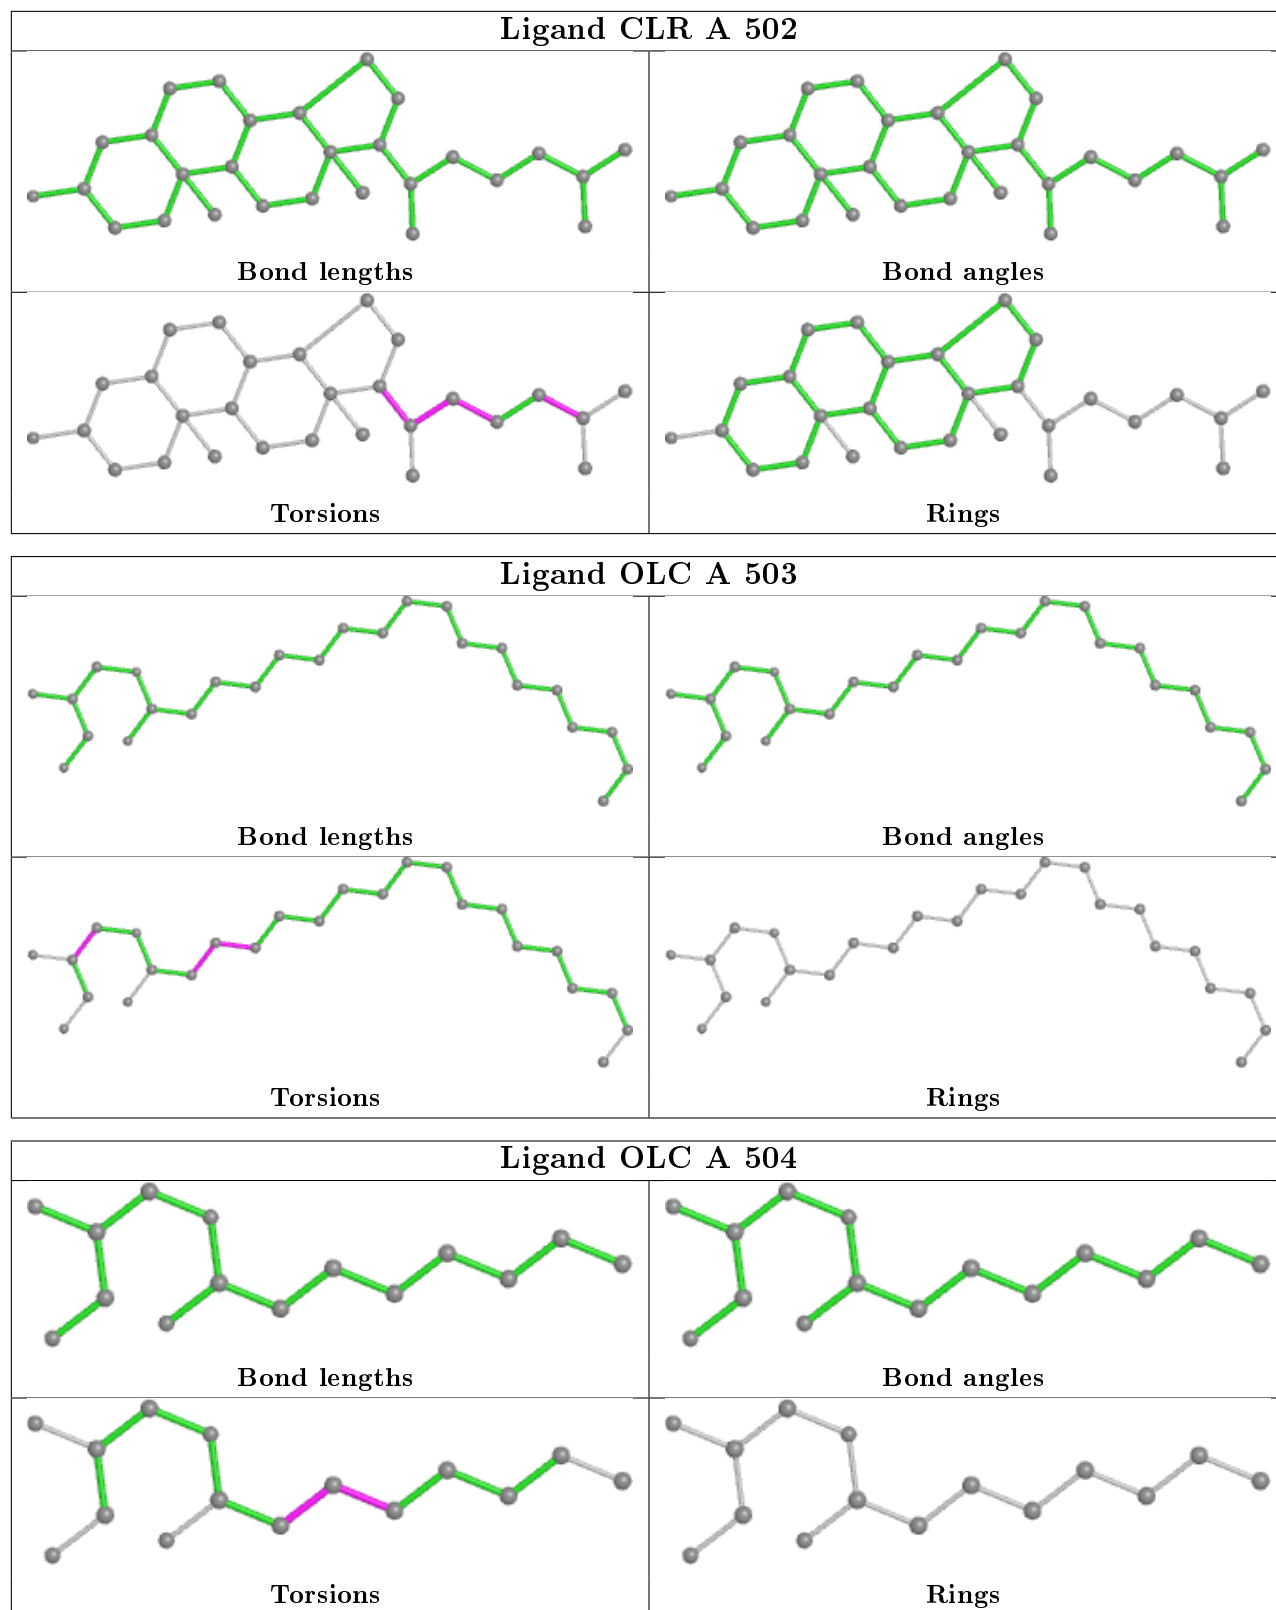 Ligand CLR A 502
Bond lengths
Bond angles
Torsions
Rings
Ligand OLC A 503
Bond lengths
Bond angles
Torsions
Rings
Ligand OLC A 504
Bond lengths
Bond angles
Torsions
Rings